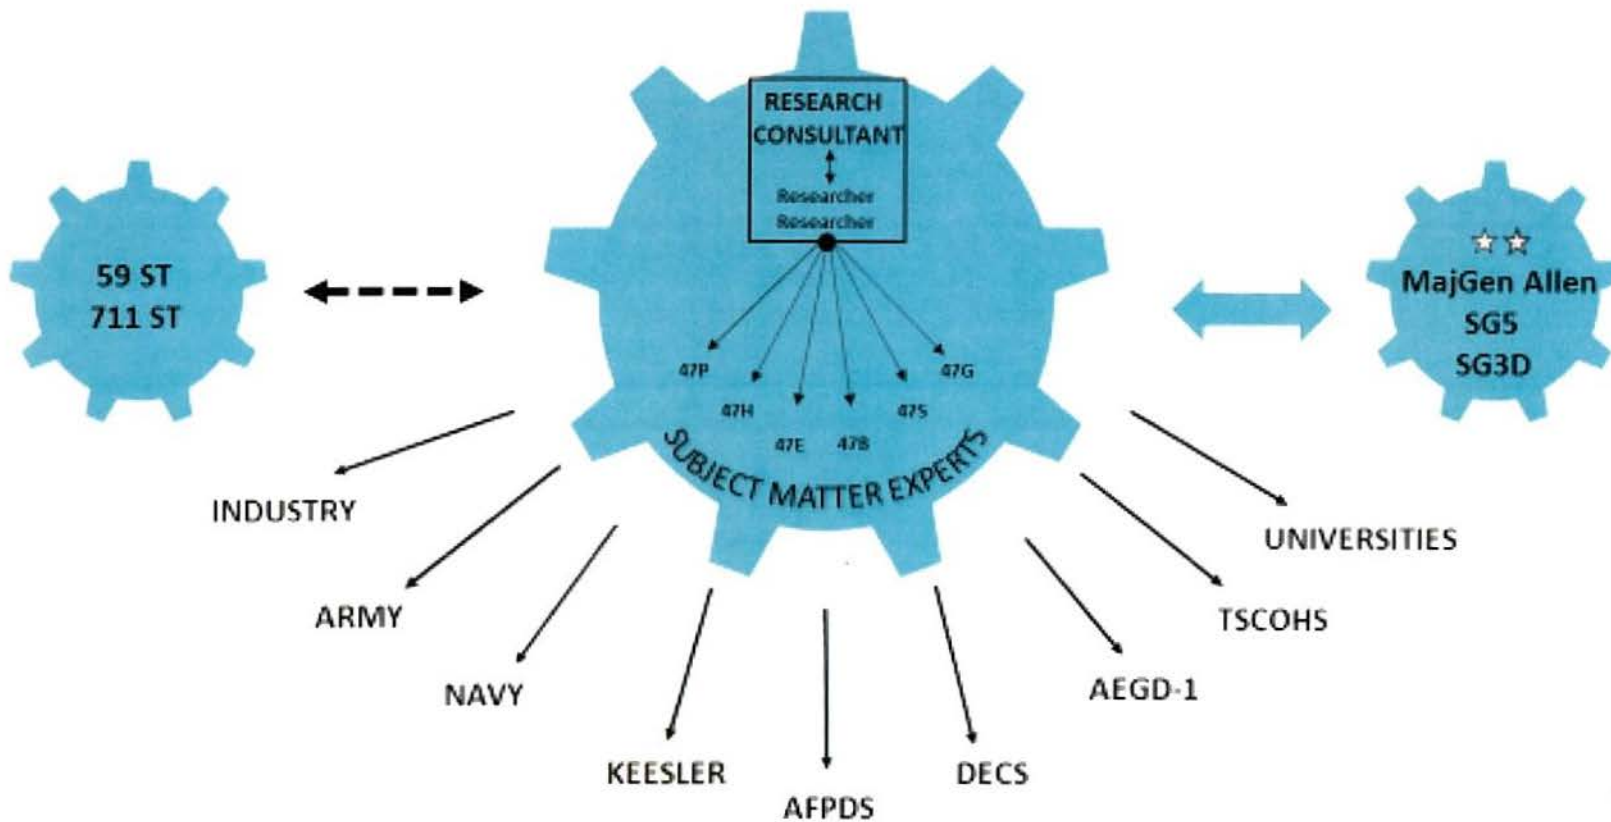 RESEARCH
CONSULTANT
Researcher
Researcher
59 ST
711 ST
☆☆
MajGen Allen
SG5
SG3D
47P
47G
47H
47S
47E
47B
SUBJECT MATTER EXPERTS
INDUSTRY
UNIVERSITIES
ARMY
TSCOHS
NAVY
AEGD-1
KEESLER
DECS
AFPDS